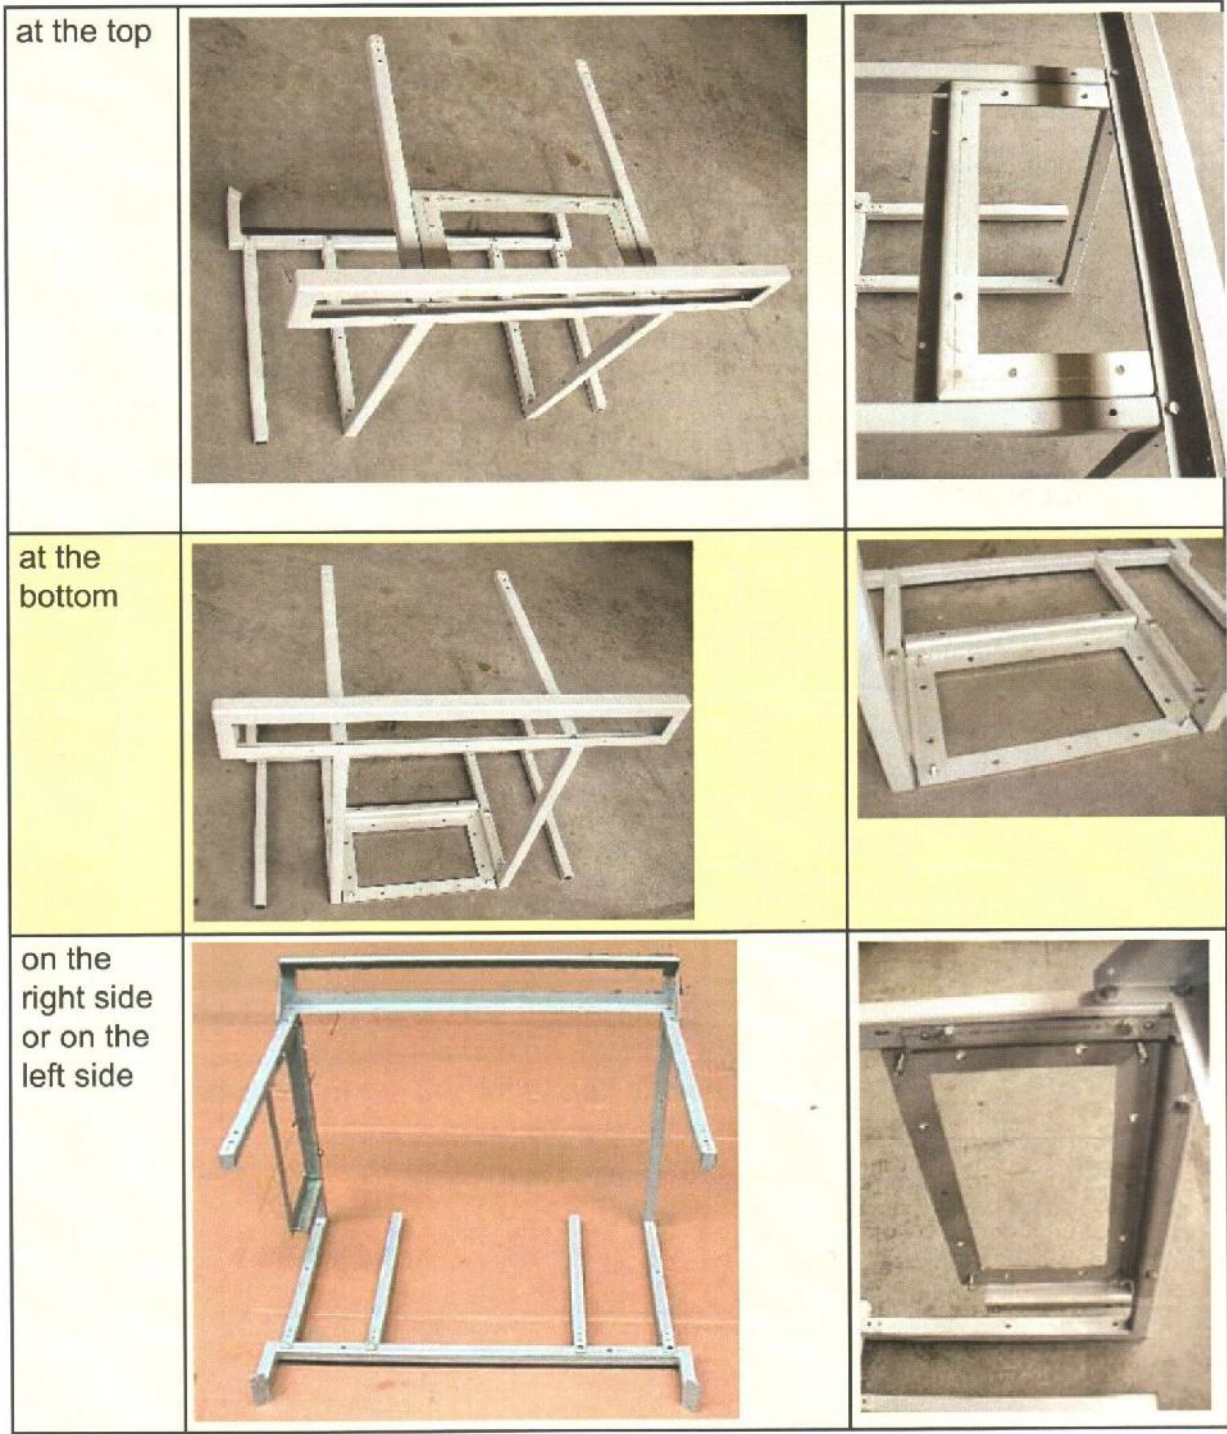 at the top
at the
bottom
on the
right side
or on the
left side